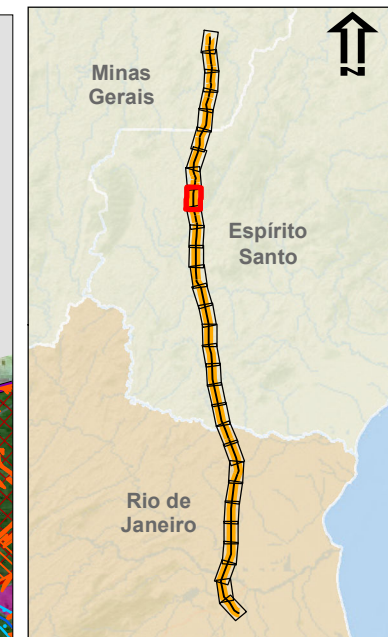 Minas
Gerais
N
Espírito
Santo
Rio de
Janeiro